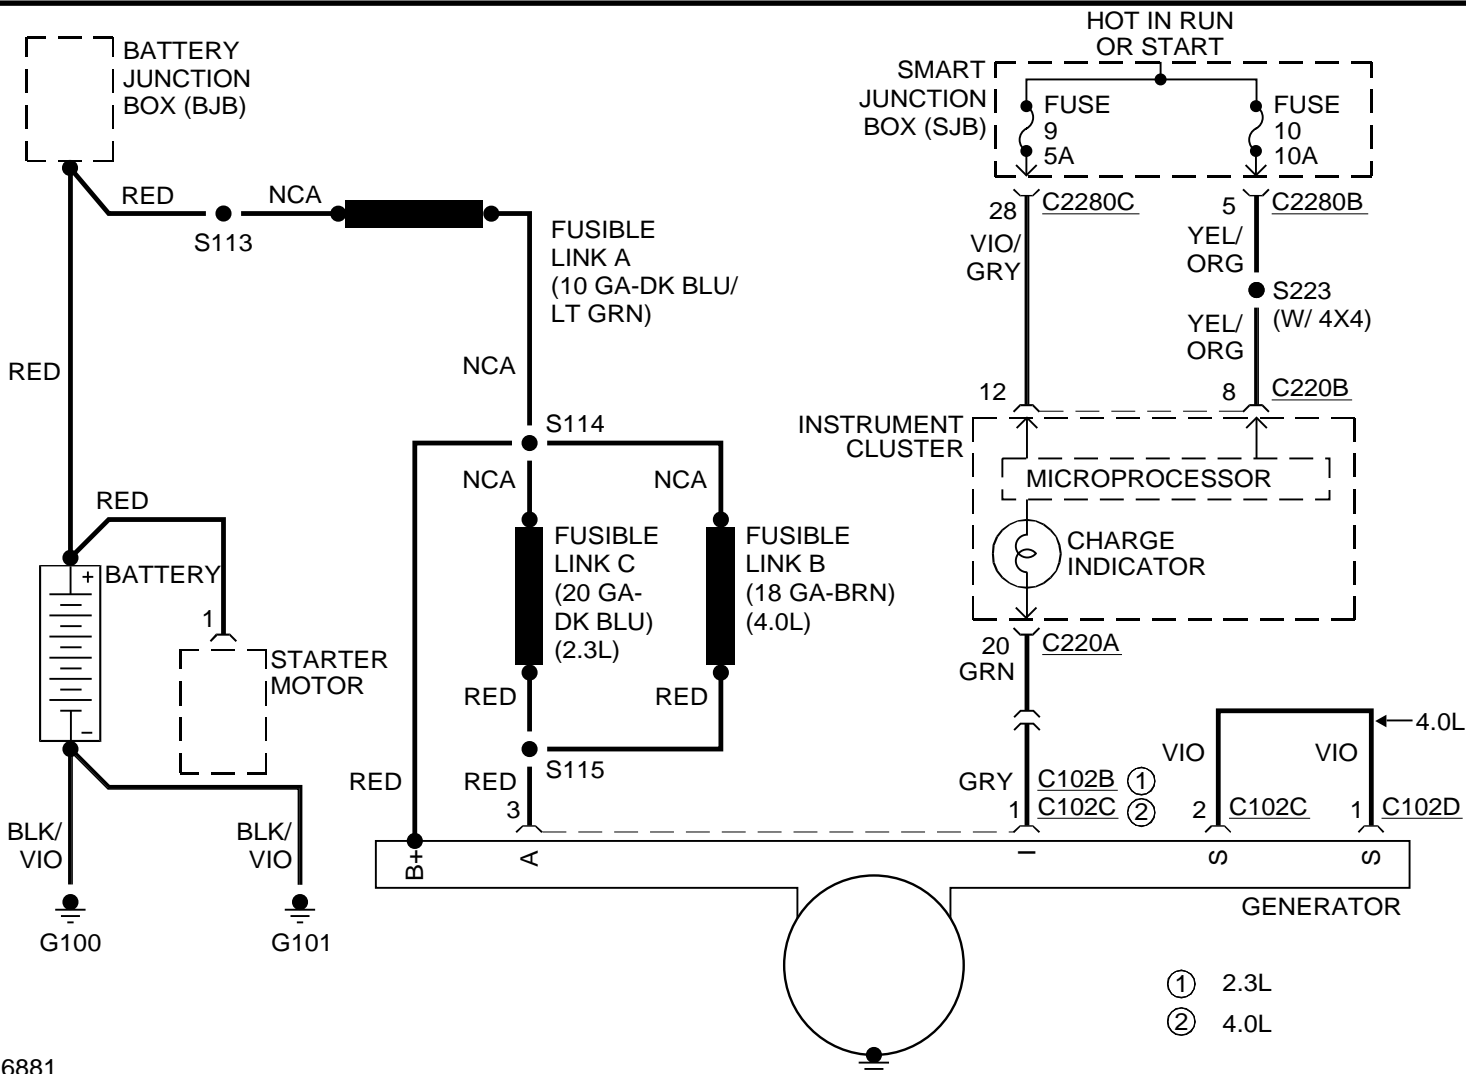 HOT IN RUN
OR START
BATTERY
JUNCTION
BOX (BJB)
SMART
JUNCTION
BOX (SJB)
FUSE
9
5A
FUSE
10
10A
RED
NCA
S113
FUSIBLE
LINK A
(10 GA-DK BLU/
LT GRN)
28
C2280C
5
C2280B
VIO/
GRY
YEL/
ORG
S223
(W/ 4X4)
YEL/
ORG
RED
NCA
12
8
C220B
S114
INSTRUMENT
CLUSTER
NCA
NCA
MICROPROCESSOR
RED
FUSIBLE
LINK C
(20 GA-
DK BLU)
(2.3L)
FUSIBLE
LINK B
(18 GA-BRN)
(4.0L)
CHARGE
INDICATOR
+
BATTERY
1
–
STARTER
MOTOR
20
C220A
GRN
RED
RED
4.0L
VIO
VIO
S115
RED
RED
GRY
C102B
1
3
1
C102C
2
2
C102C
1
C102D
BLK/
VIO
BLK/
VIO
B+
A
I
S
S
GENERATOR
G100
G101
1 2.3L
2 4.0L
6881